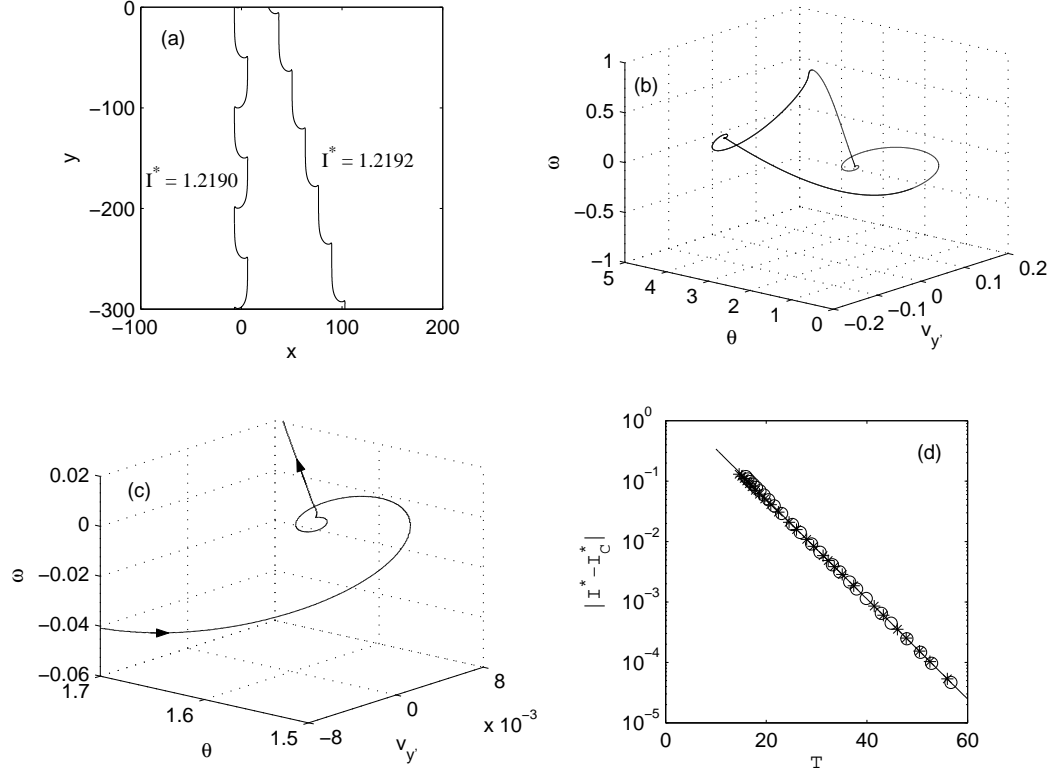 (a)
0
−100
−200
−300
y
−100
0
100
200
x
I* = 1.2190
I* = 1.2192
(b)
1
0.5
0
−0.5
−1
ω
5
4
3
2
1
0
θ
−0.2
−0.1
0
0.1
0.2
v_y'
(c)
0.02
0
−0.02
−0.04
−0.06
ω
1.7
1.6
1.5
θ
−8
0
8
x 10^−3
v_y'
(d)
10^0
10^−1
10^−2
10^−3
10^−4
10^−5
|I*−I*_C|
0
20
40
60
T